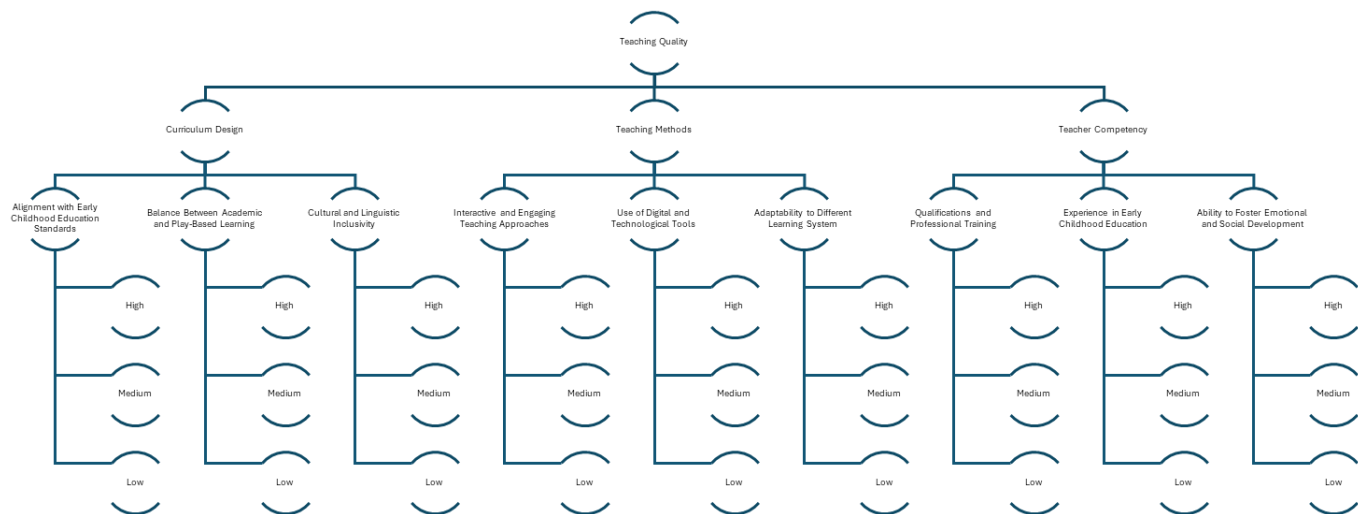 Teaching Quality
Curriculum Design
Teaching Methods
Teacher Competency
Alignment with Early
Childhood Education
Standards
Balance Between Academic
and Play-Based Learning
Cultural and Linguistic
Inclusivity
Interactive and Engaging
Teaching Approaches
Use of Digital and
Technological Tools
Adaptability to Different
Learning System
Qualifications and
Professional Training
Experience in Early
Childhood Education
Ability to Foster Emotional
and Social Development
High
High
High
High
High
High
High
High
High
Medium
Medium
Medium
Medium
Medium
Medium
Medium
Medium
Medium
Low
Low
Low
Low
Low
Low
Low
Low
Low